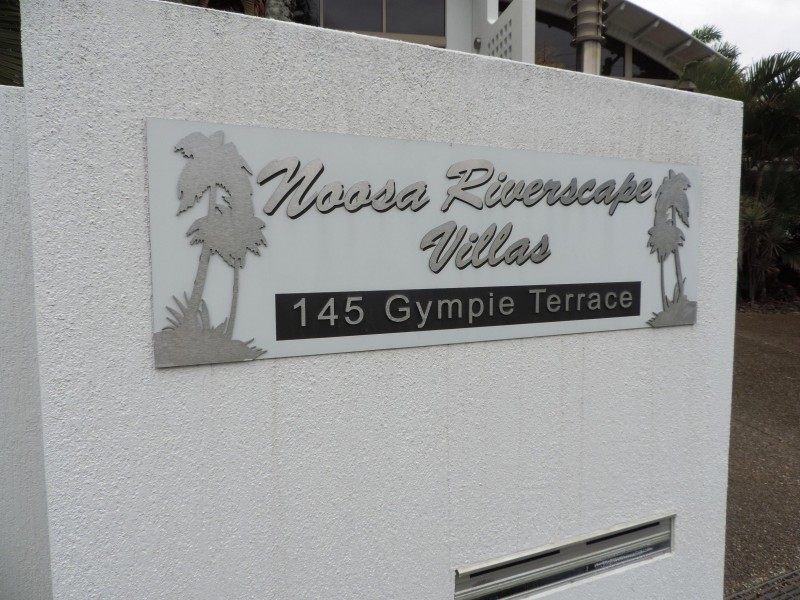 Noosa Riverscape
Villas
145 Gympie Terrace